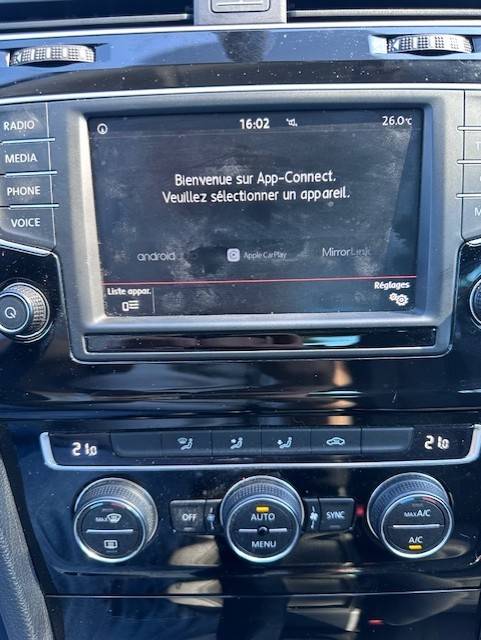 16:02 26.0°C
RADIO
MEDIA
PHONE
VOICE
Bienvenue sur App-Connect.
Veuillez sélectionner un appareil.
android Apple CarPlay MirrorLink
Liste appar. Réglages
21.0 21.0
MAX
OFF AUTO SYNC MAX A/C
MENU A/C